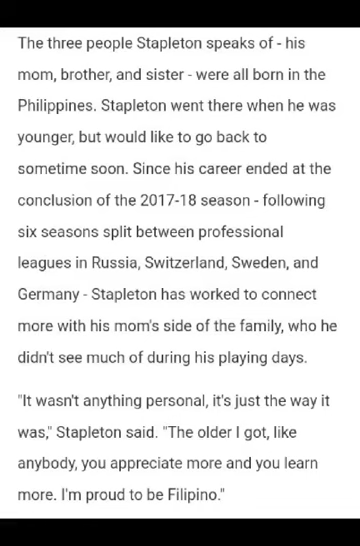 The three people Stapleton speaks of - his
mom, brother, and sister - were all born in the
Philippines. Stapleton went there when he was
younger, but would like to go back to
sometime soon. Since his career ended at the
conclusion of the 2017-18 season - following
six seasons split between professional
leagues in Russia, Switzerland, Sweden, and
Germany - Stapleton has worked to connect
more with his mom's side of the family, who he
didn't see much of during his playing days.
"It wasn't anything personal, it's just the way it
was," Stapleton said. "The older I got, like
anybody, you appreciate more and you learn
more. I'm proud to be Filipino."